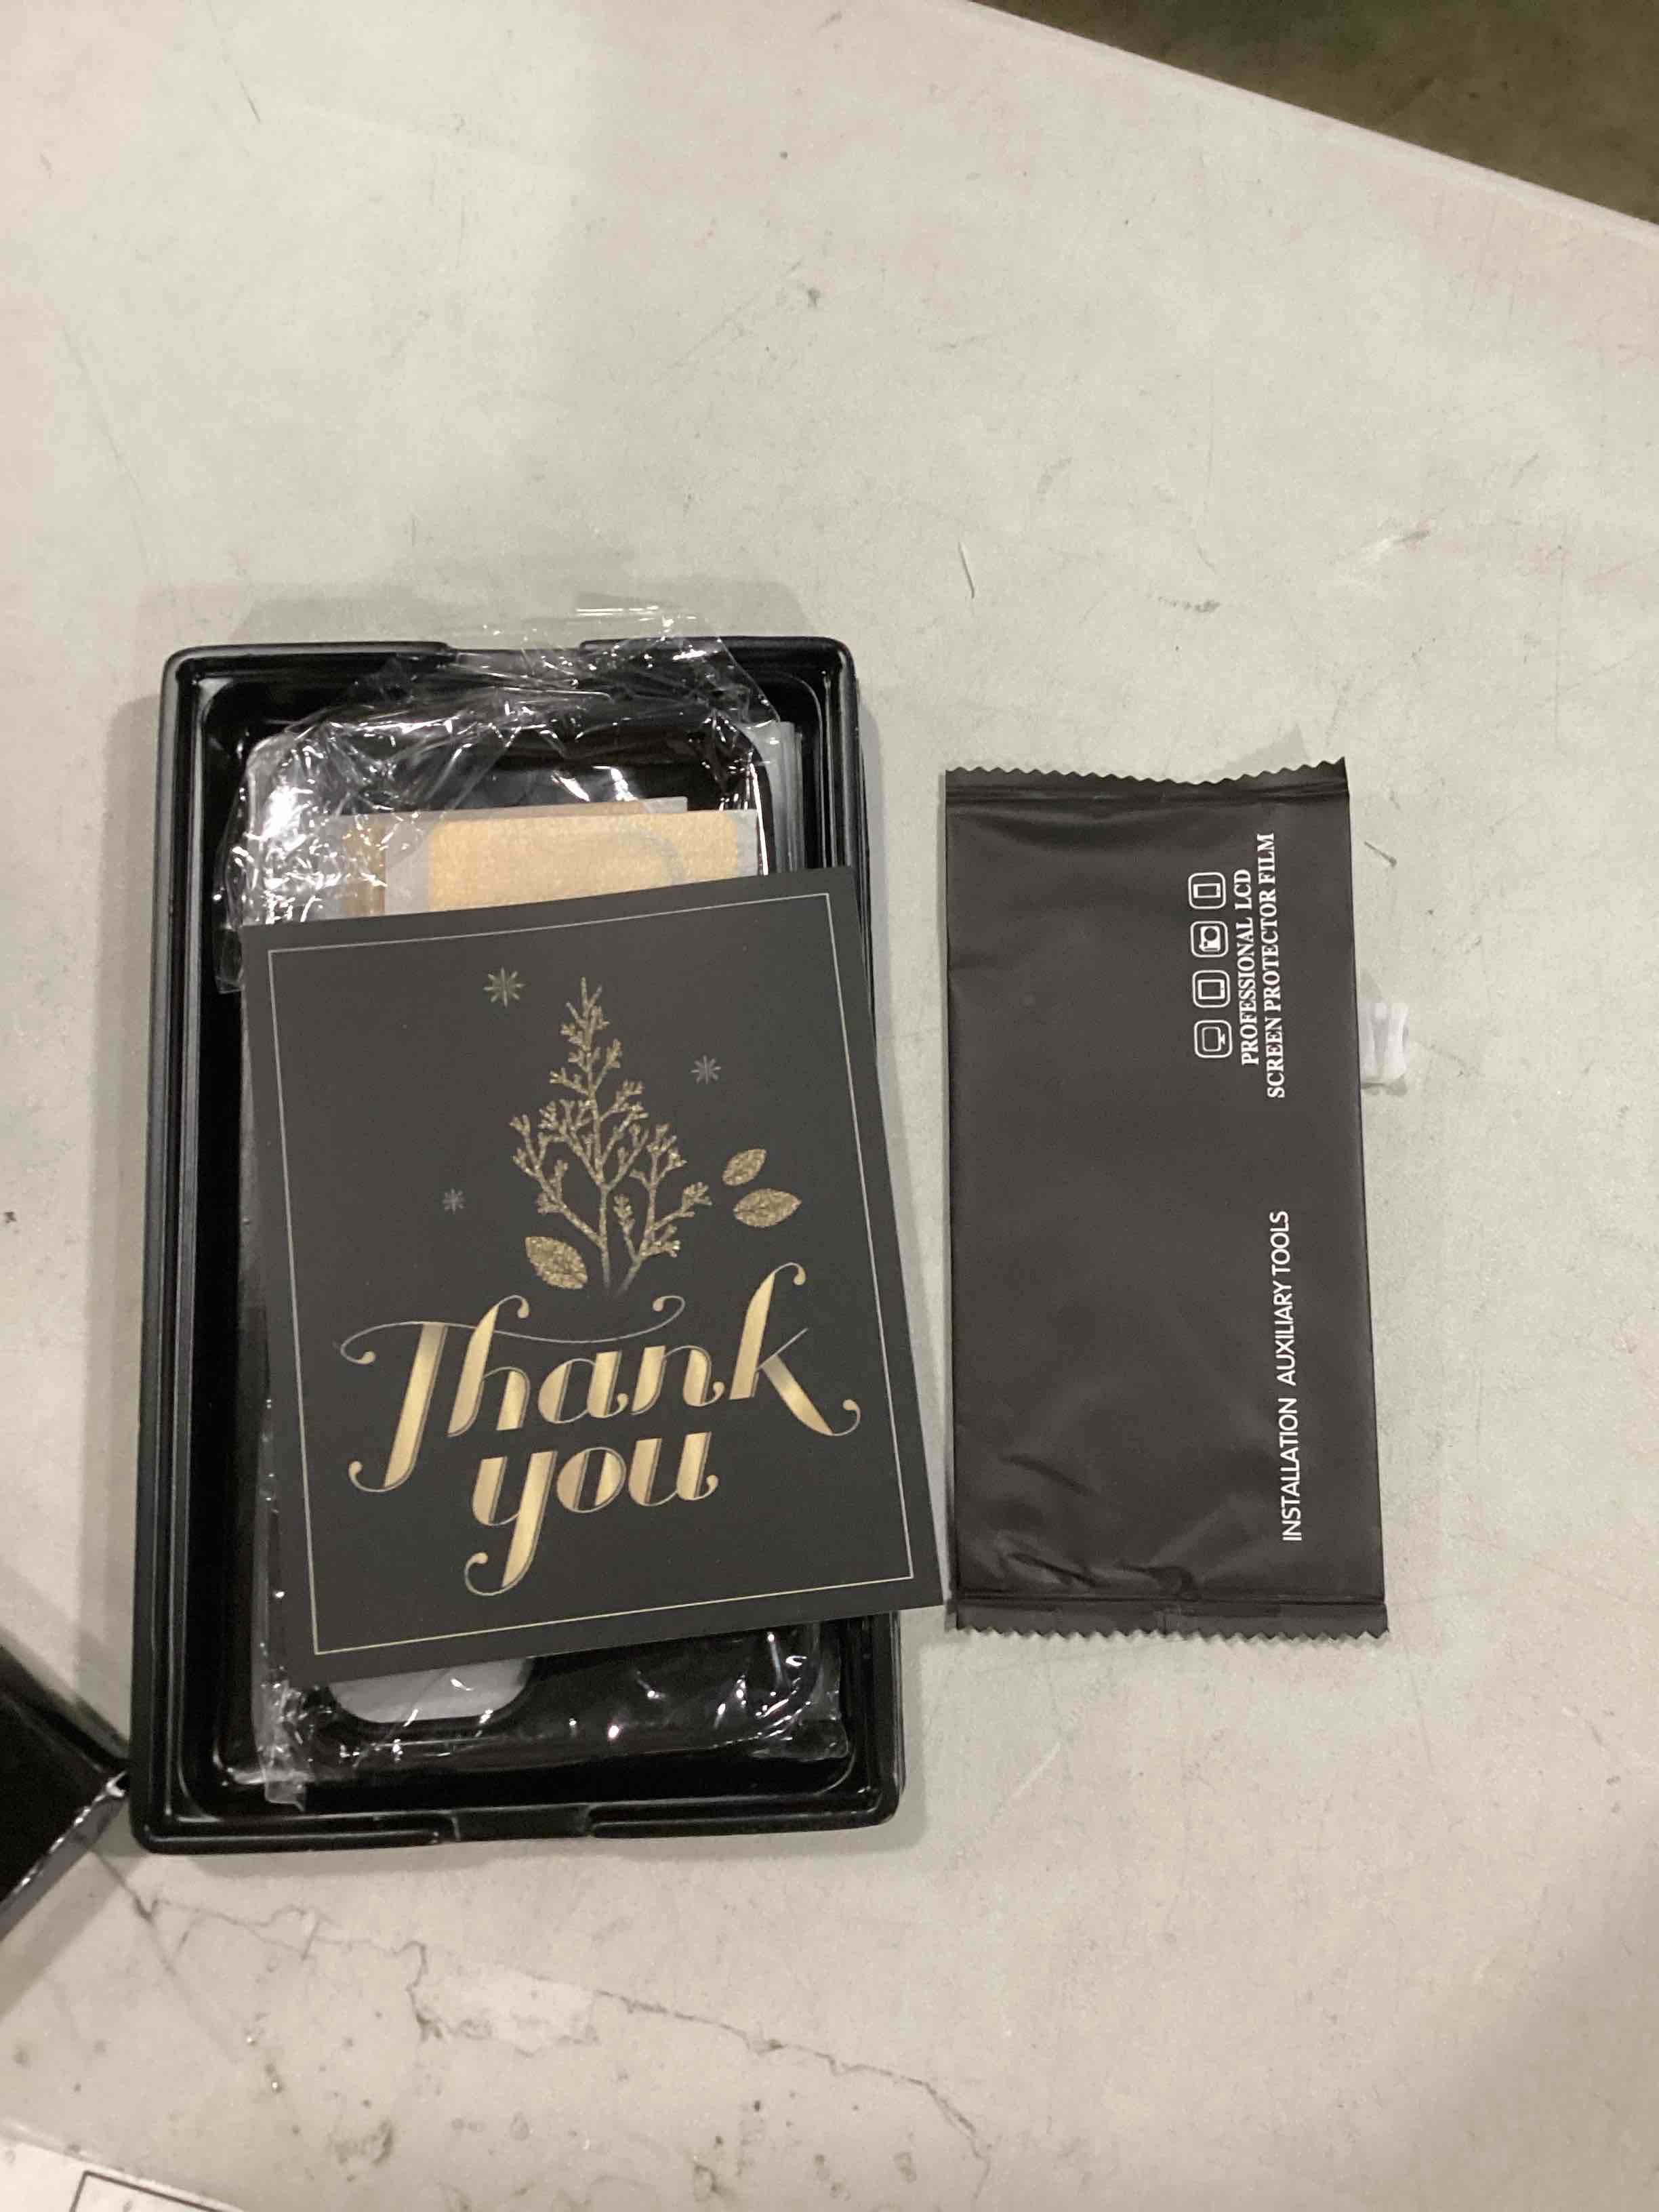 Thank
you
PROFESSIONAL LCD
SCREEN PROTECTOR FILM
INSTALLATION AUXILIARY TOOLS